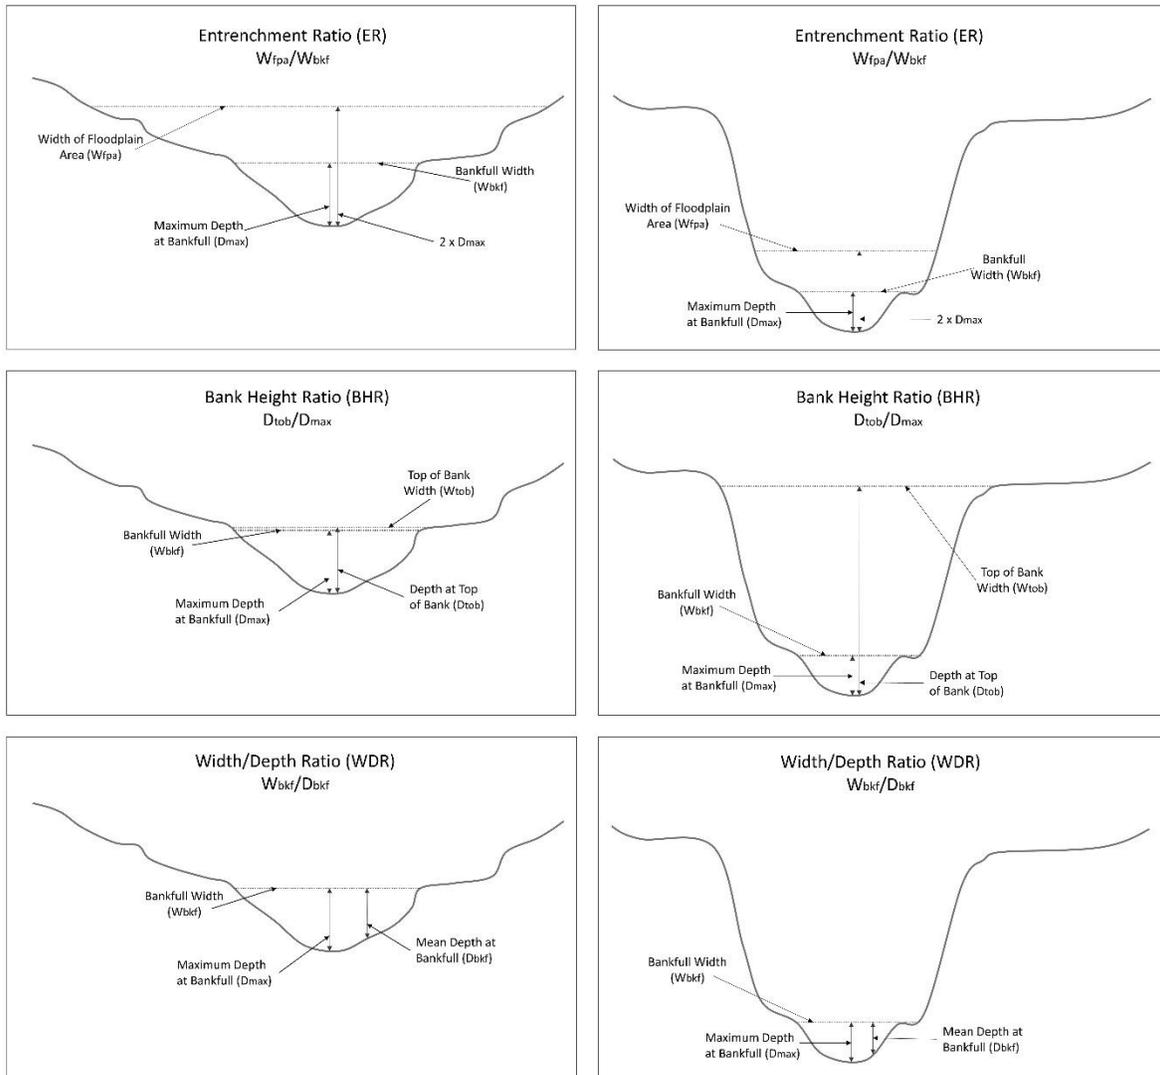 Entrenchment Ratio (ER)
Wfpa/Wbkf
Width of Floodplain
Area (Wfpa)
Bankfull Width
(Wbkf)
Maximum Depth
at Bankfull (Dmax)
2 x Dmax
Entrenchment Ratio (ER)
Wfpa/Wbkf
Width of Floodplain
Area (Wfpa)
Bankfull
Width (Wbkf)
Maximum Depth
at Bankfull (Dmax)
2 x Dmax
Bank Height Ratio (BHR)
Dtob/Dmax
Top of Bank
Width (Wtob)
Bankfull Width
(Wbkf)
Depth at Top
of Bank (Dtob)
Maximum Depth
at Bankfull (Dmax)
Bank Height Ratio (BHR)
Dtob/Dmax
Top of Bank
Width (Wtob)
Bankfull Width
(Wbkf)
Maximum Depth
at Bankfull (Dmax)
Depth at Top
of Bank (Dtob)
Width/Depth Ratio (WDR)
Wbkf/Dbkf
Bankfull Width
(Wbkf)
Mean Depth at
Bankfull (Dbkf)
Maximum Depth
at Bankfull (Dmax)
Width/Depth Ratio (WDR)
Wbkf/Dbkf
Bankfull Width
(Wbkf)
Mean Depth at
Bankfull (Dbkf)
Maximum Depth
at Bankfull (Dmax)